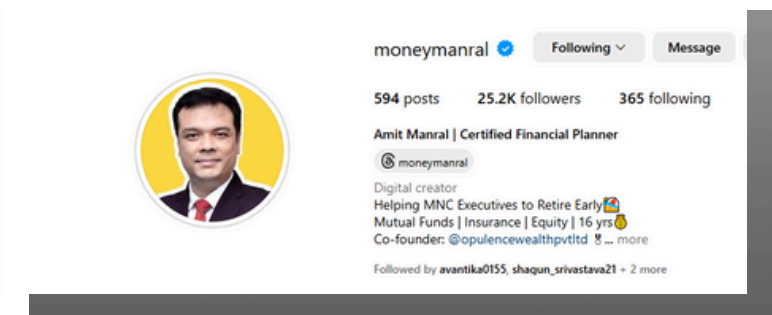 moneymanral Following Message
594 posts 25.2K followers 365 following
Amit Manral | Certified Financial Planner
moneymanral
Digital creator
Helping MNC Executives to Retire Early🏖️
Mutual Funds | Insurance | Equity | 16 yrs💰
Co-founder: @opulencewealthpvtltd 🎖... more
Followed by avantika0155, shaqun_srivastava21 + 2 more